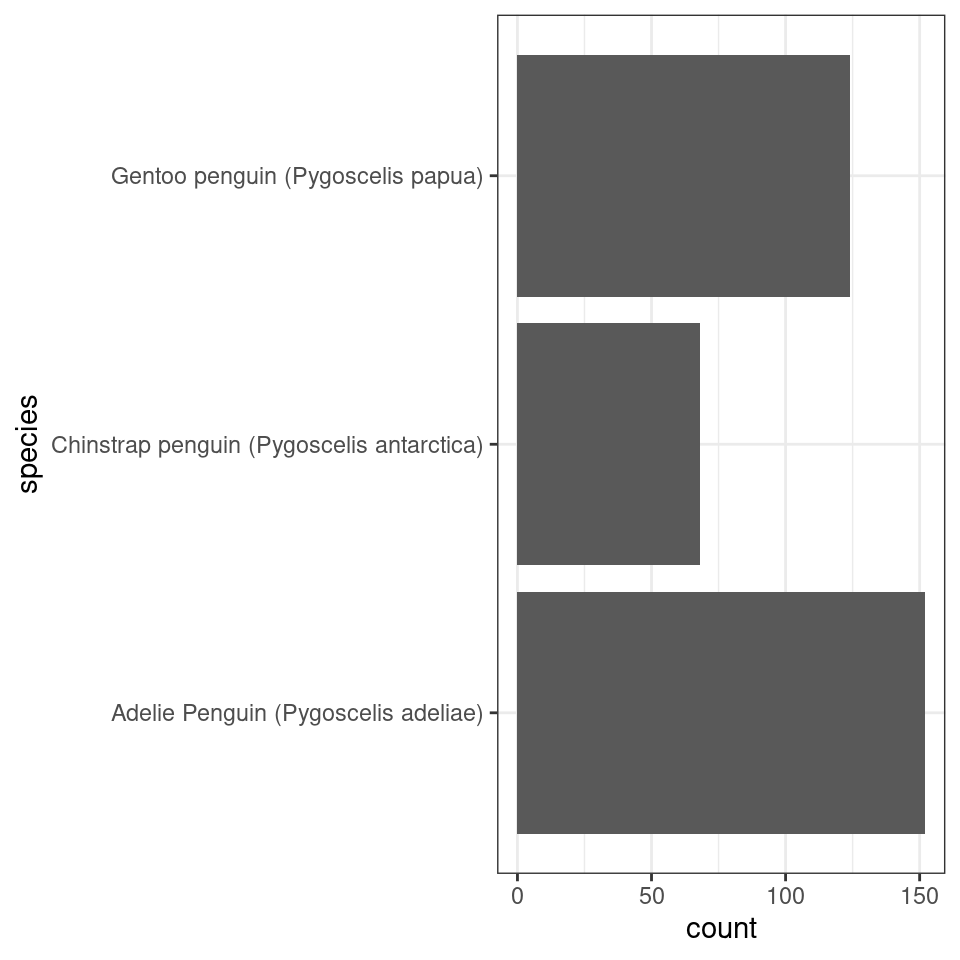 Gentoo penguin (Pygoscelis papua)
Chinstrap penguin (Pygoscelis antarctica)
Adelie Penguin (Pygoscelis adeliae)
species
0 50 100 150
count